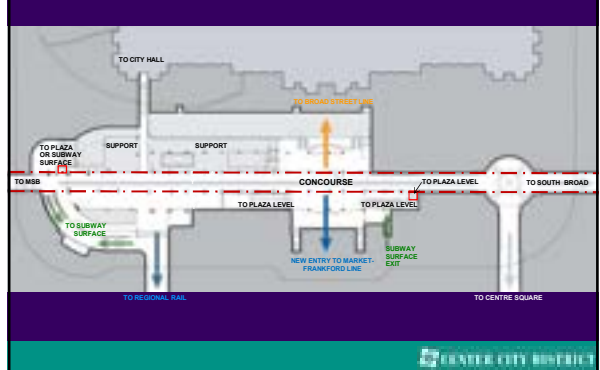 TO CITY HALL
TO BROAD STREET LINE
TO PLAZA
OR SUBWAY
SURFACE
SUPPORT
SUPPORT
TO MSB
CONCOURSE
TO PLAZA LEVEL
TO SOUTH BROAD
TO PLAZA LEVEL
TO PLAZA LEVEL
TO SUBWAY
SURFACE
SUBWAY
SURFACE
EXIT
NEW ENTRY TO MARKET-
FRANKFORD LINE
TO REGIONAL RAIL
TO CENTRE SQUARE
CENTER CITY DISTRICT